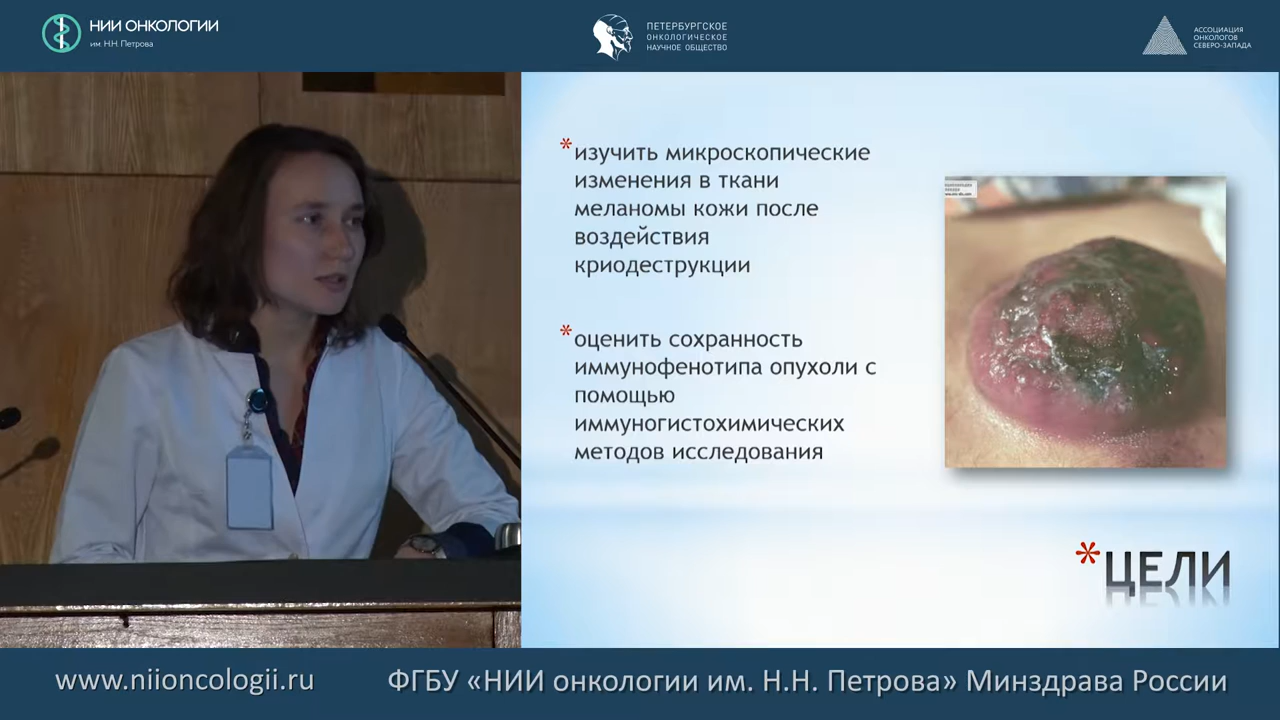 НИИ ОНКОЛОГИИ
им. Н.Н. Петрова
ПЕТЕРБУРГСКОЕ
ОНКОЛОГИЧЕСКОЕ
НАУЧНОЕ ОБЩЕСТВО
АССОЦИАЦИЯ
ОНКОЛОГОВ
СЕВЕРО-ЗАПАДА
*изучить микроскопические
изменения в ткани
меланомы кожи после
воздействия
криодеструкции
*оценить сохранность
иммунофенотипа опухоли с
помощью
иммуногистохимических
методов исследования
*ЦЕЛИ
www.niioncologii.ru
ФГБУ «НИИ онкологии им. Н.Н. Петрова» Минздрава России